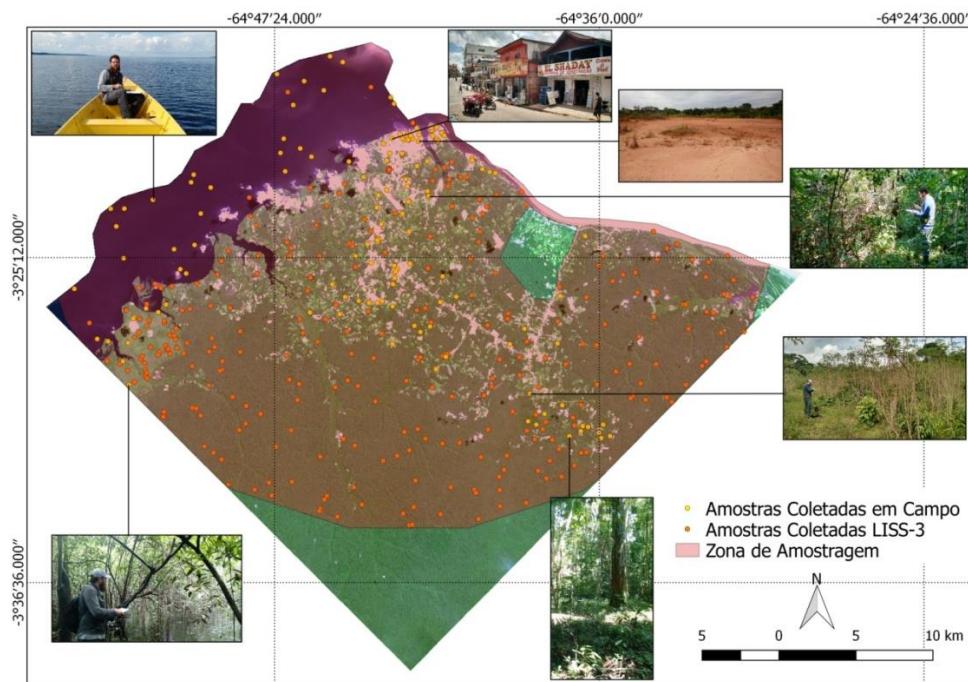 -64°47'24.000"
-64°36'0.000"
-64°24'36.000"
EL SHADAY
-3°25'12.000"
-3°36'36.000"
Amostras Coletadas em Campo
Amostras Coletadas LISS-3
Zona de Amostragem
N
5 0 5 10 km